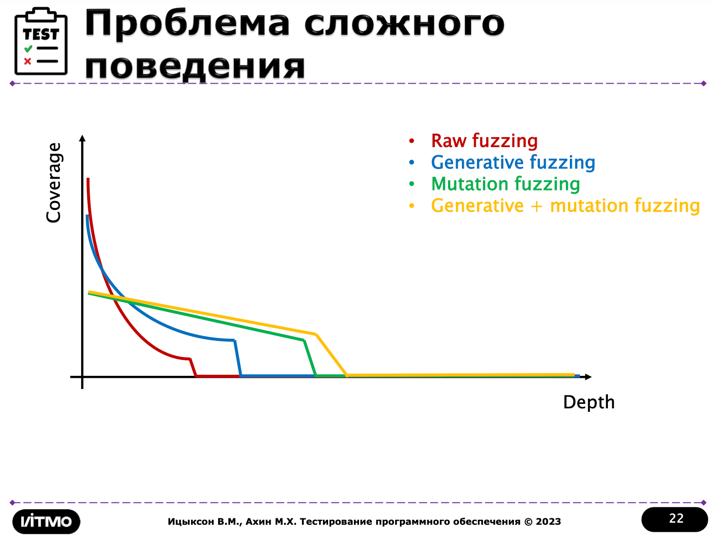 TEST
Проблема сложного
поведения
Coverage
• Raw fuzzing
• Generative fuzzing
• Mutation fuzzing
• Generative + mutation fuzzing
Depth
ИТМО
Ицыксон В.М., Ахин М.Х. Тестирование программного обеспечения © 2023
22